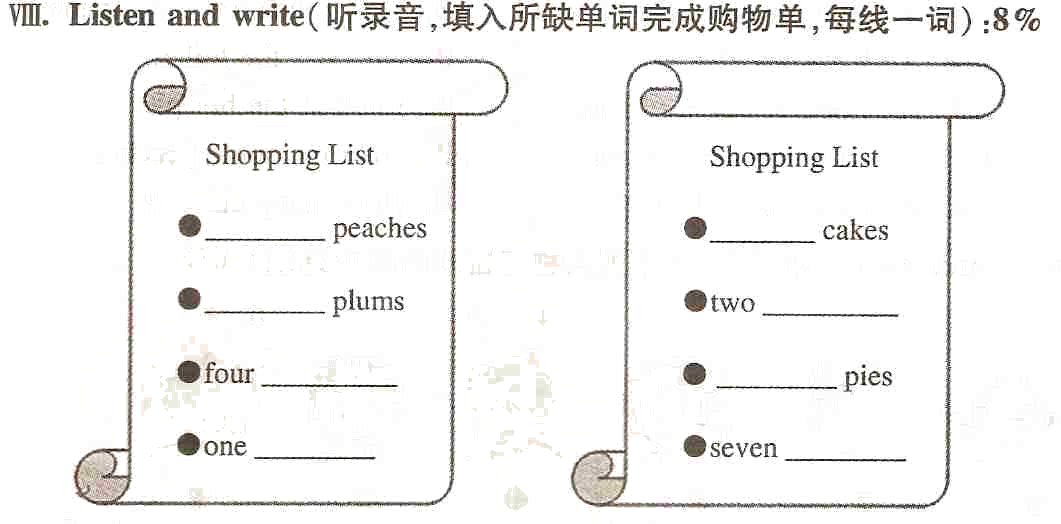 Ⅷ. Listen and write(听录音,填入所缺单词完成购物单,每线一词):8%
Shopping List
●________ peaches
●________ plums
●four ________
●one ________
Shopping List
●________ cakes
●two ________
●________ pies
●seven ________